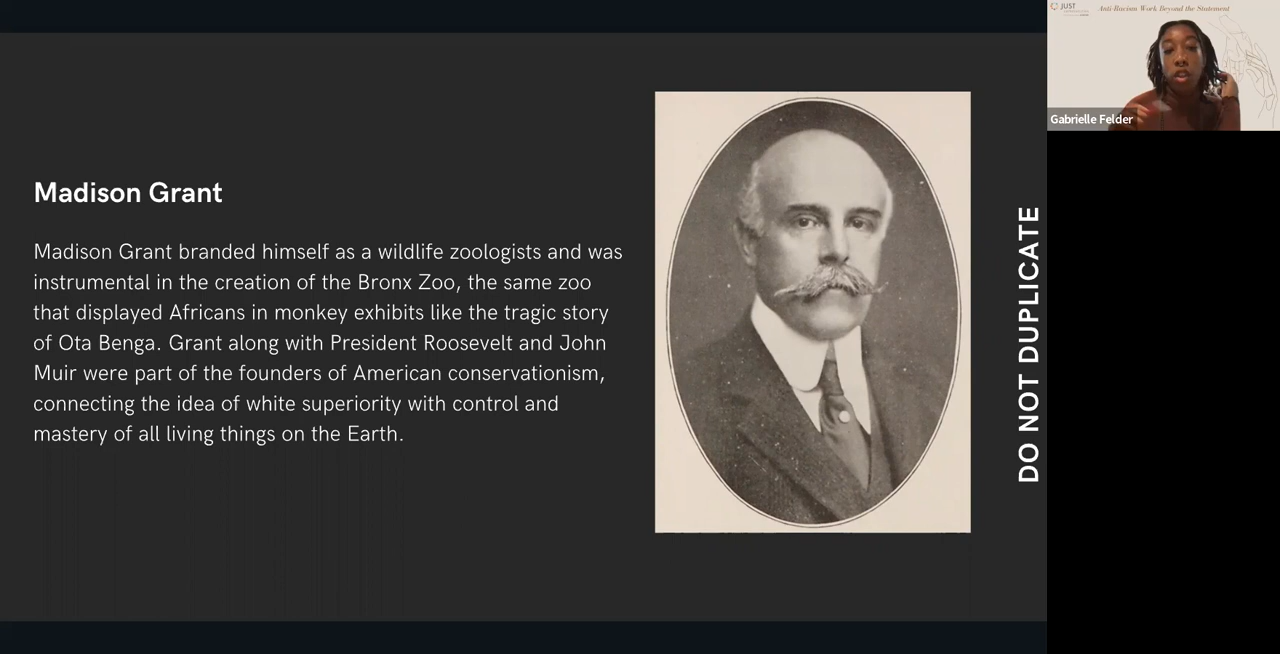 Madison Grant
Madison Grant branded himself as a wildlife zoologists and was
instrumental in the creation of the Bronx Zoo, the same zoo
that displayed Africans in monkey exhibits like the tragic story
of Ota Benga. Grant along with President Roosevelt and John
Muir were part of the founders of American conservationism,
connecting the idea of white superiority with control and
mastery of all living things on the Earth.
DO NOT DUPLICATE
JUST
Anti-Racism Work Beyond the Statement
Gabrielle Felder